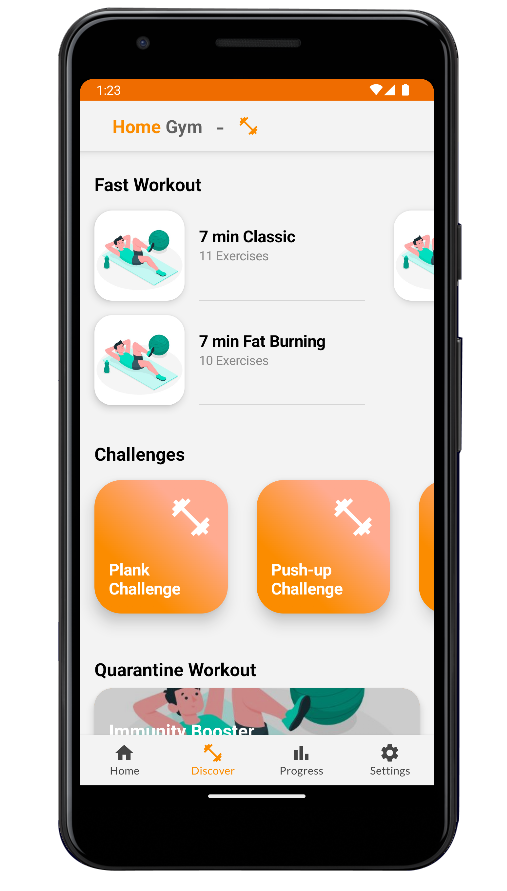 1:23
Home Gym -
Fast Workout
7 min Classic
11 Exercises
7 min Fat Burning
10 Exercises
Challenges
Plank
Challenge
Push-up
Challenge
Quarantine Workout
Immunity Booster
Home
Discover
Progress
Settings